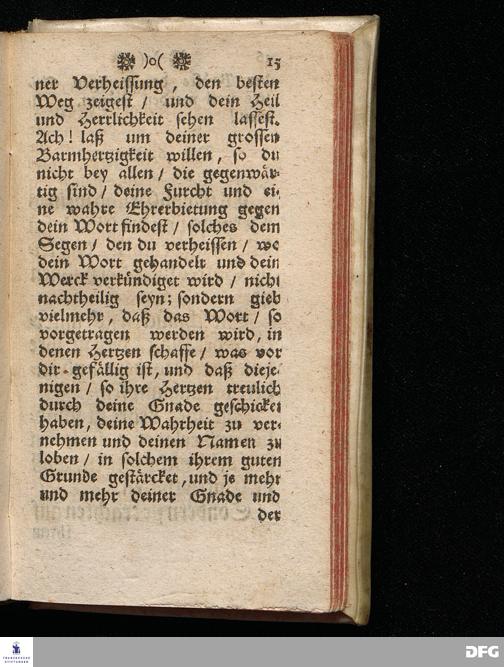 )o( 15
ner Verheissung, den besten
Weg zeigest / und dein Heil
und Herrlichkeit sehen lassest.
Ach! laß um deiner grossen
Barmhertzigkeit willen, so du
nicht bey allen / die gegenwär-
tig sind / deine Furcht und ei-
ne wahre Ehrerbietung gegen
dein Wort findest / solches dem
Segen / den du verheissen / wo
dein Wort gehandelt und dein
Werck verkündiget wird / nicht
nachtheilig seyn; sondern gieb
vielmehr, daß das Wort / so
vorgetragen werden wird, in
denen Hertzen schaffe / was vor
dir gefällig ist, und daß dieje-
nigen / so ihre Hertzen treulich
durch deine Gnade geschicket
haben, deine Wahrheit zu ver-
nehmen und deinen Namen zu
loben / in solchem ihrem guten
Grunde gestärcket, und je mehr
und mehr deiner Gnade und
der
FRANCKESCHE
STIFTUNGEN
DFG